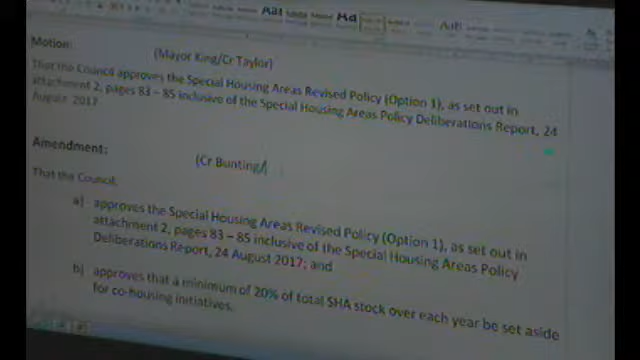 Motion:
(Mayor King/Cr Taylor)
That the Council approves the Special Housing Areas Revised Policy (Option 1), as set out in
attachment 2, pages 83 – 85 inclusive of the Special Housing Areas Policy Deliberations Report, 24
August 2017
Amendment:
(Cr Bunting/
That the Council:
a) approves the Special Housing Areas Revised Policy (Option 1), as set out in
attachment 2, pages 83 – 85 inclusive of the Special Housing Areas Policy
Deliberations Report, 24 August 2017; and
b) approves that a minimum of 20% of total SHA stock over each year be set aside
for co-housing initiatives.